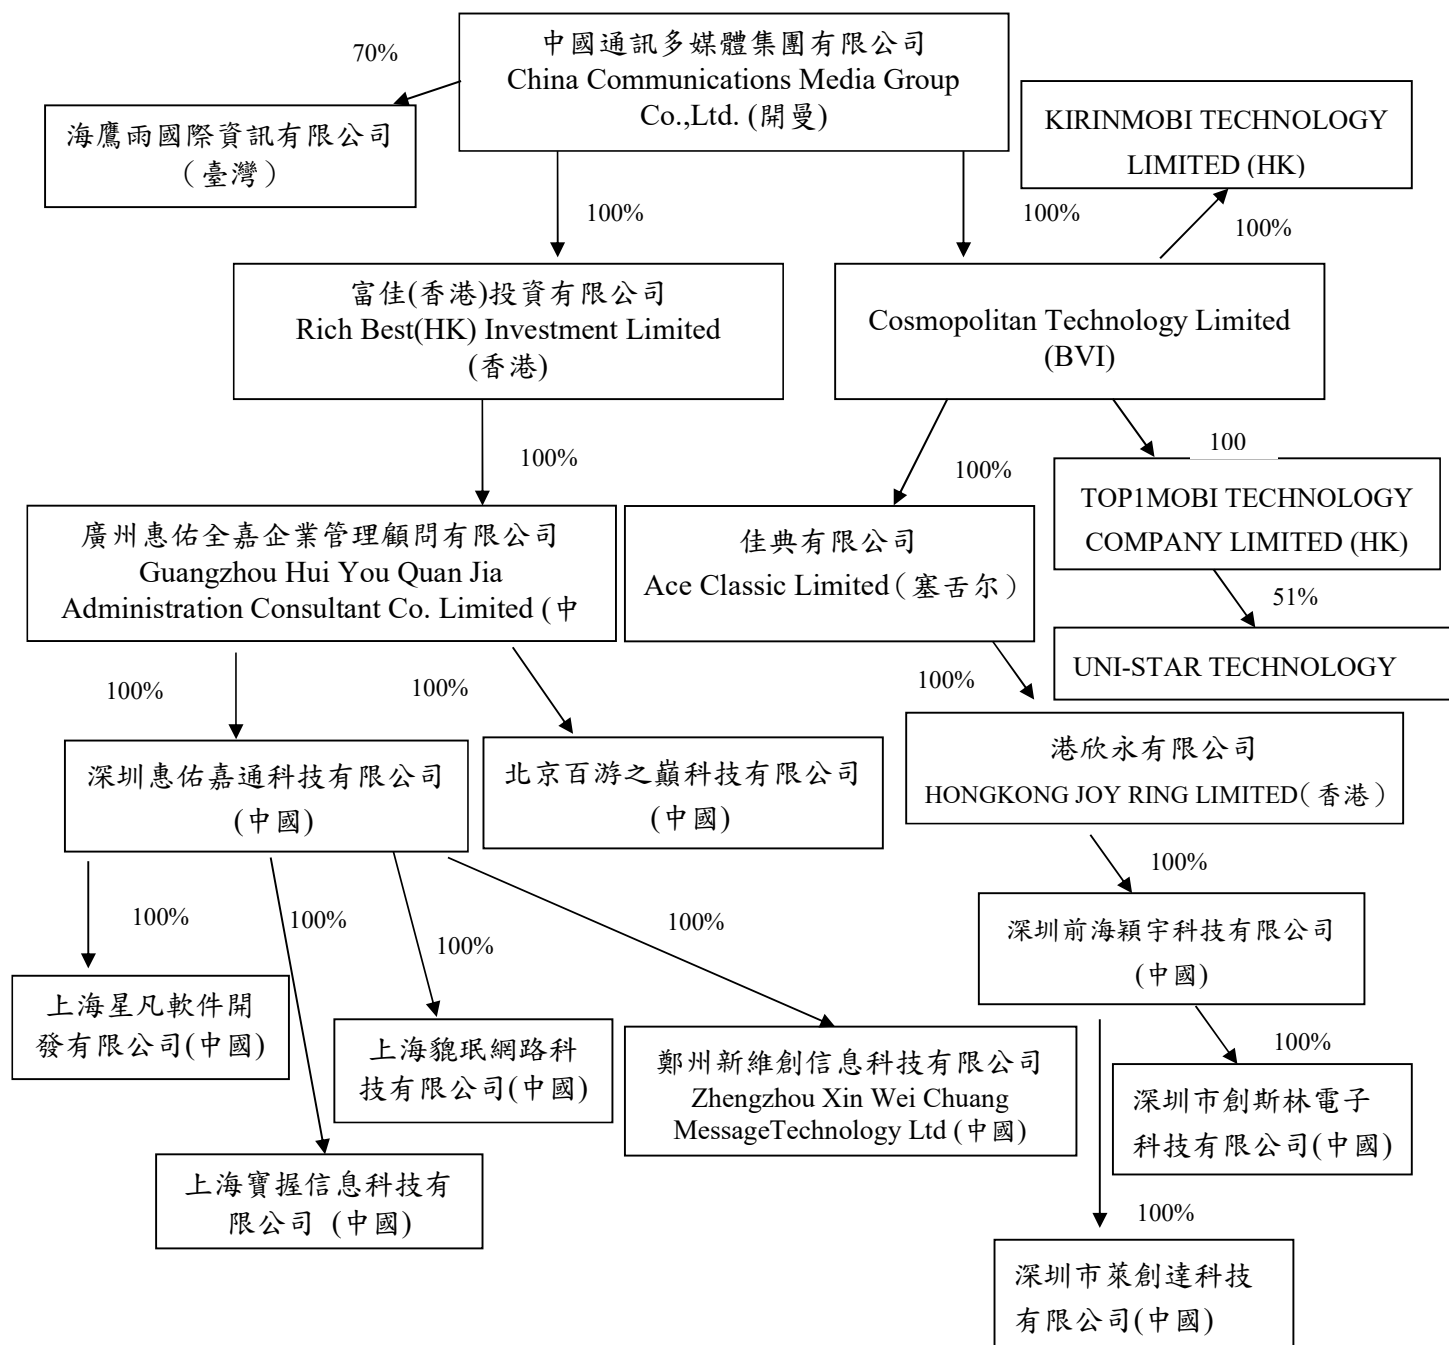 中國通訊多媒體集團有限公司
China Communications Media Group
Co.,Ltd. (開曼)
70%
海鷹雨國際資訊有限公司
（臺灣）
KIRINMOBI TECHNOLOGY
LIMITED (HK)
100%
100%
100%
富佳(香港)投資有限公司
Rich Best(HK) Investment Limited
(香港)
Cosmopolitan Technology Limited
(BVI)
100%
100%
100
廣州惠佑全嘉企業管理顧問有限公司
Guangzhou Hui You Quan Jia
Administration Consultant Co. Limited (中
佳典有限公司
Ace Classic Limited（塞舌尔）
TOP1MOBI TECHNOLOGY
COMPANY LIMITED (HK)
51%
UNI-STAR TECHNOLOGY
100%
100%
100%
深圳惠佑嘉通科技有限公司
(中國)
北京百游之巔科技有限公司
(中國)
港欣永有限公司
HONGKONG JOY RING LIMITED（香港）
100%
100%
100%
100%
100%
深圳前海穎宇科技有限公司
(中國)
上海星凡軟件開
發有限公司(中國)
上海貔珉網路科
技有限公司(中國)
鄭州新維創信息科技有限公司
Zhengzhou Xin Wei Chuang
MessageTechnology Ltd (中國)
100%
深圳市創斯林電子
科技有限公司(中國)
上海寶握信息科技有
限公司 (中國)
100%
深圳市萊創達科技
有限公司(中國)